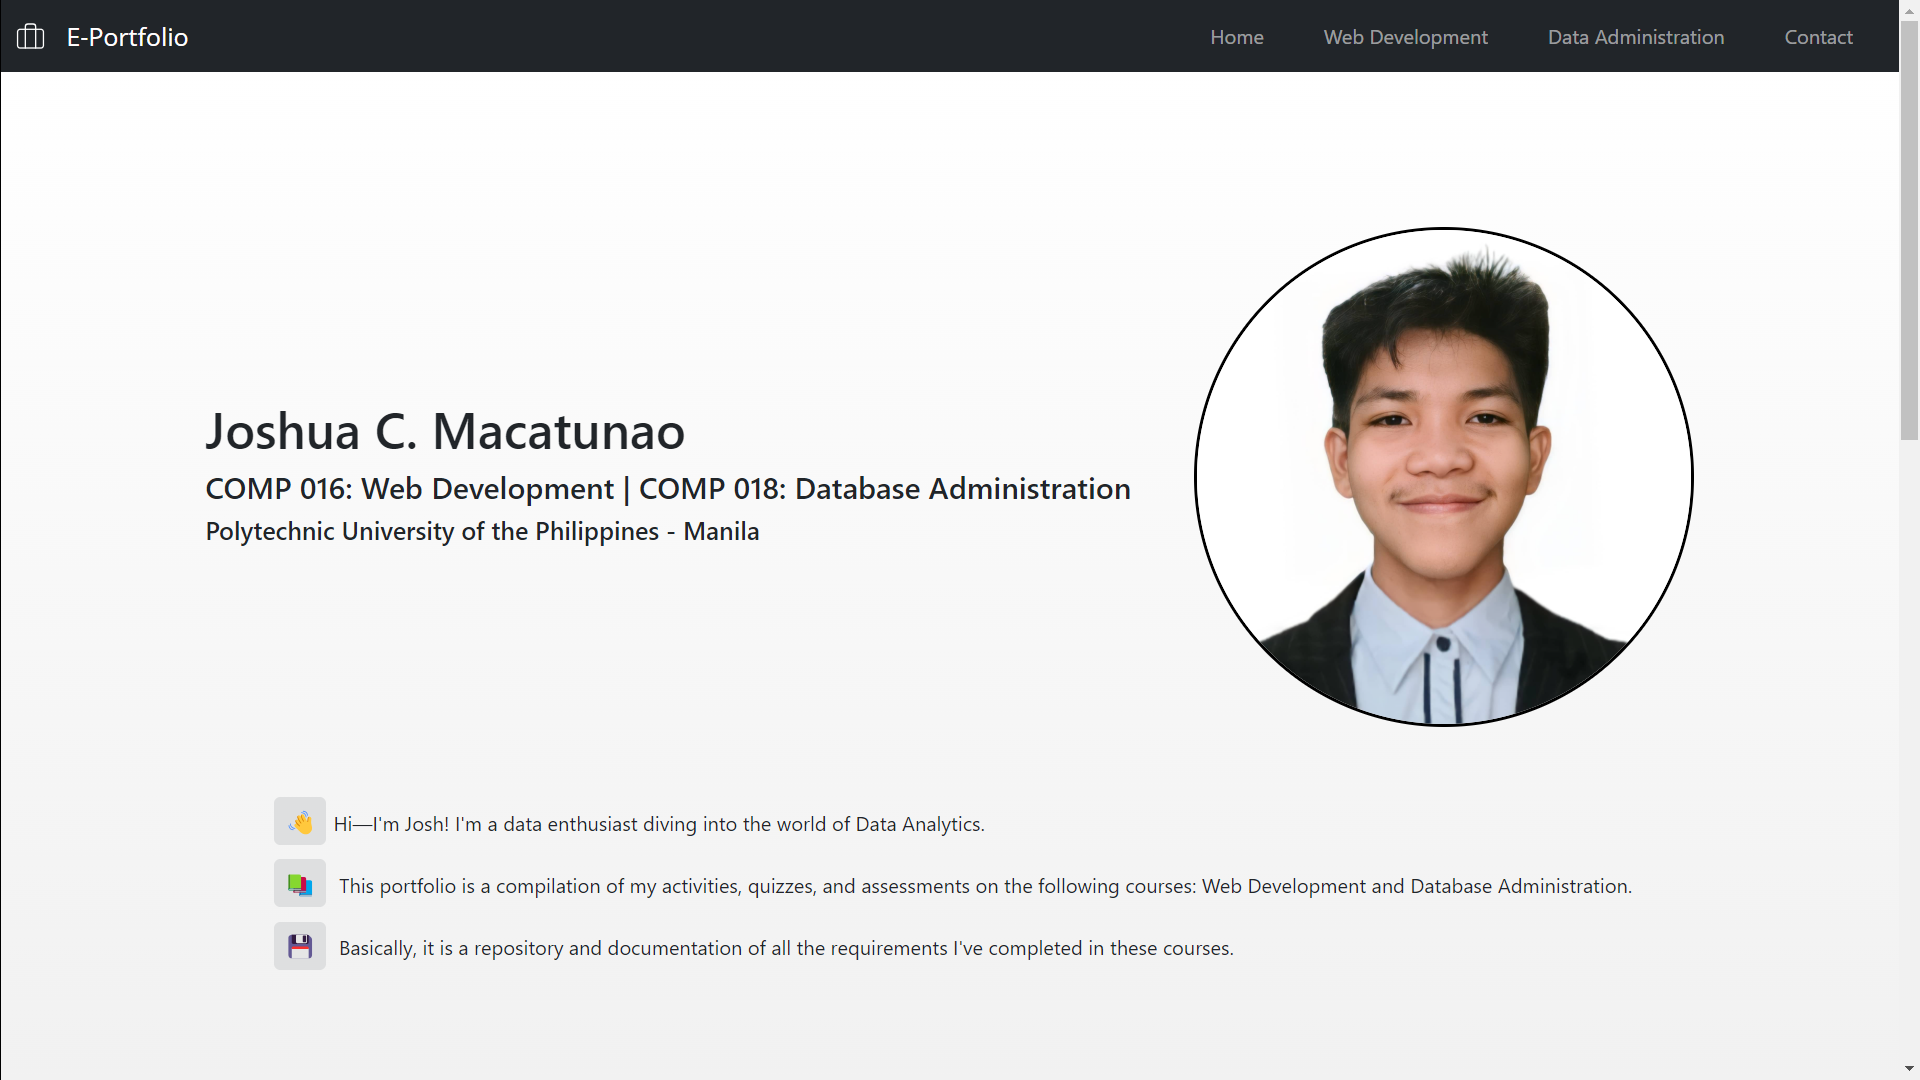 E-Portfolio
Home
Web Development
Data Administration
Contact
Joshua C. Macatunao
COMP 016: Web Development | COMP 018: Database Administration
Polytechnic University of the Philippines - Manila
Hi—I'm Josh! I'm a data enthusiast diving into the world of Data Analytics.
This portfolio is a compilation of my activities, quizzes, and assessments on the following courses: Web Development and Database Administration.
Basically, it is a repository and documentation of all the requirements I've completed in these courses.